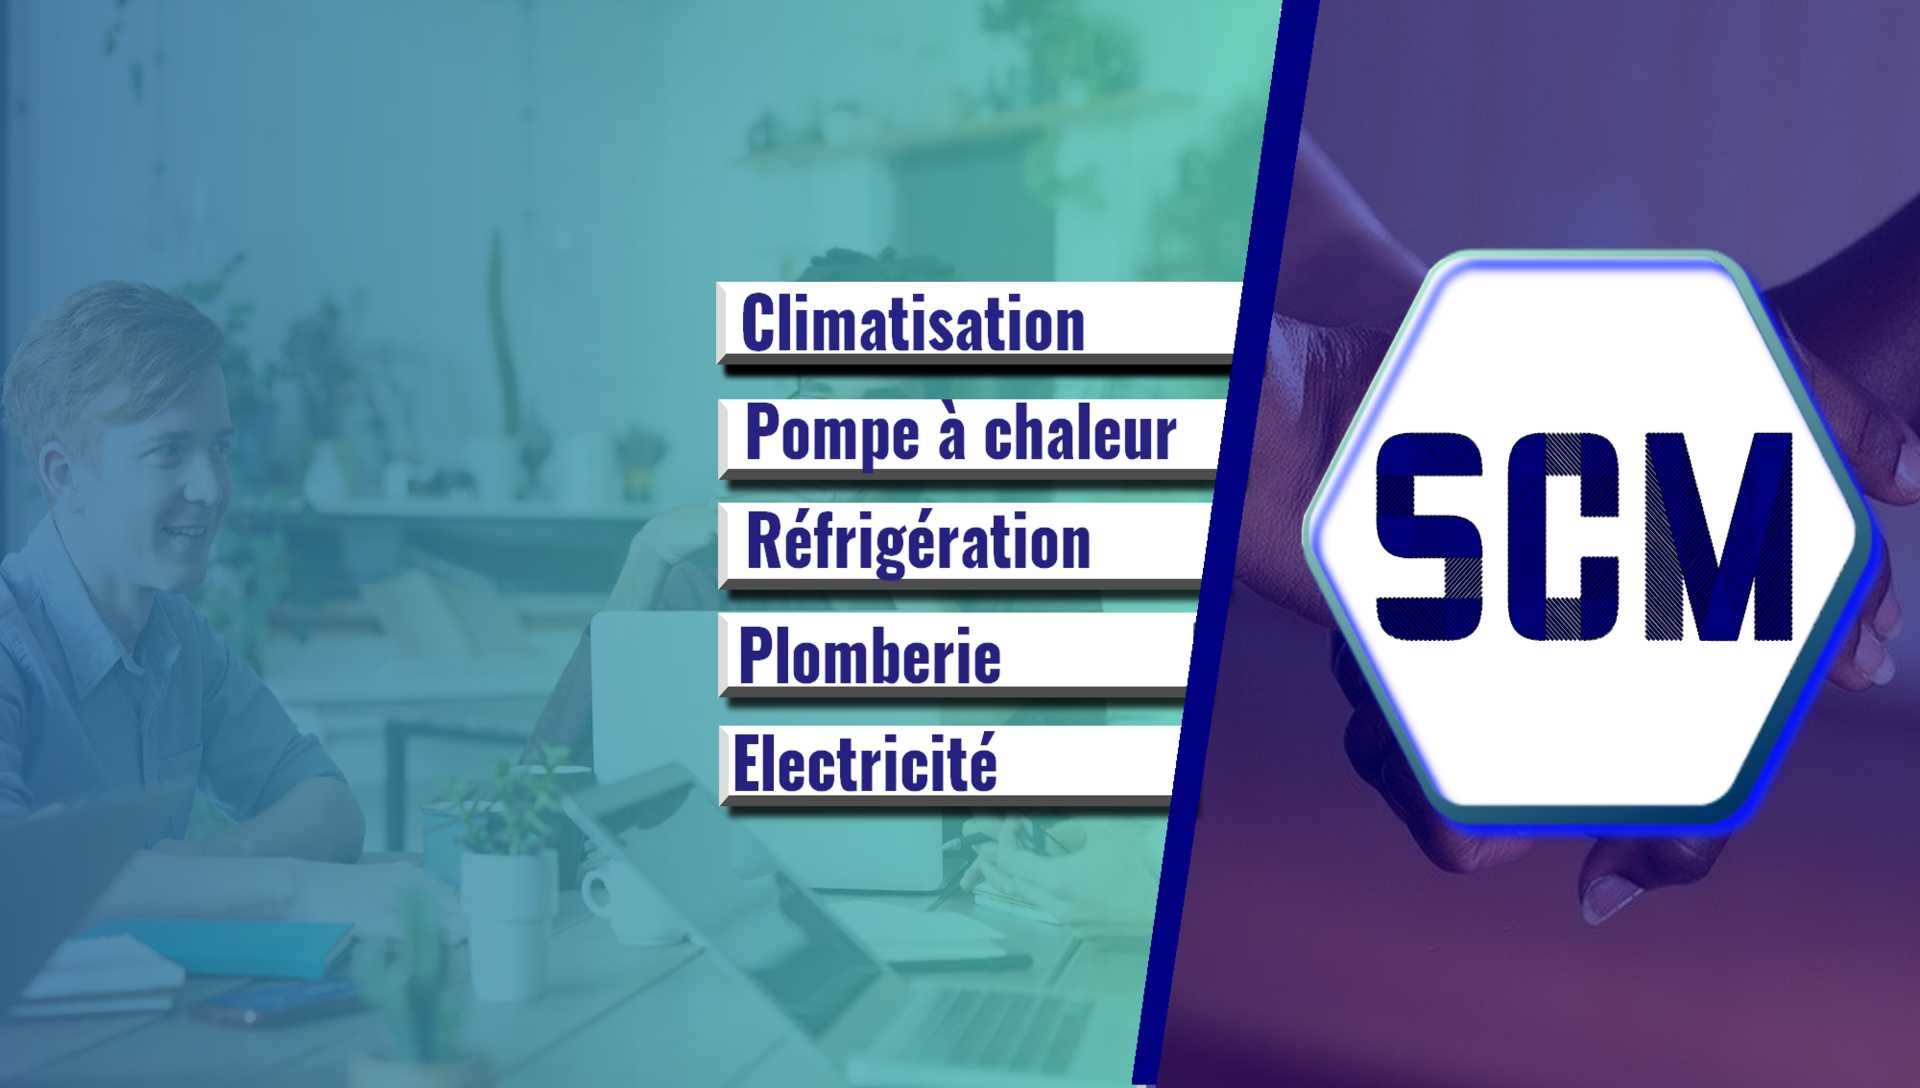 Climatisation
Pompe à chaleur
Réfrigération
Plomberie
Electricité
SCM